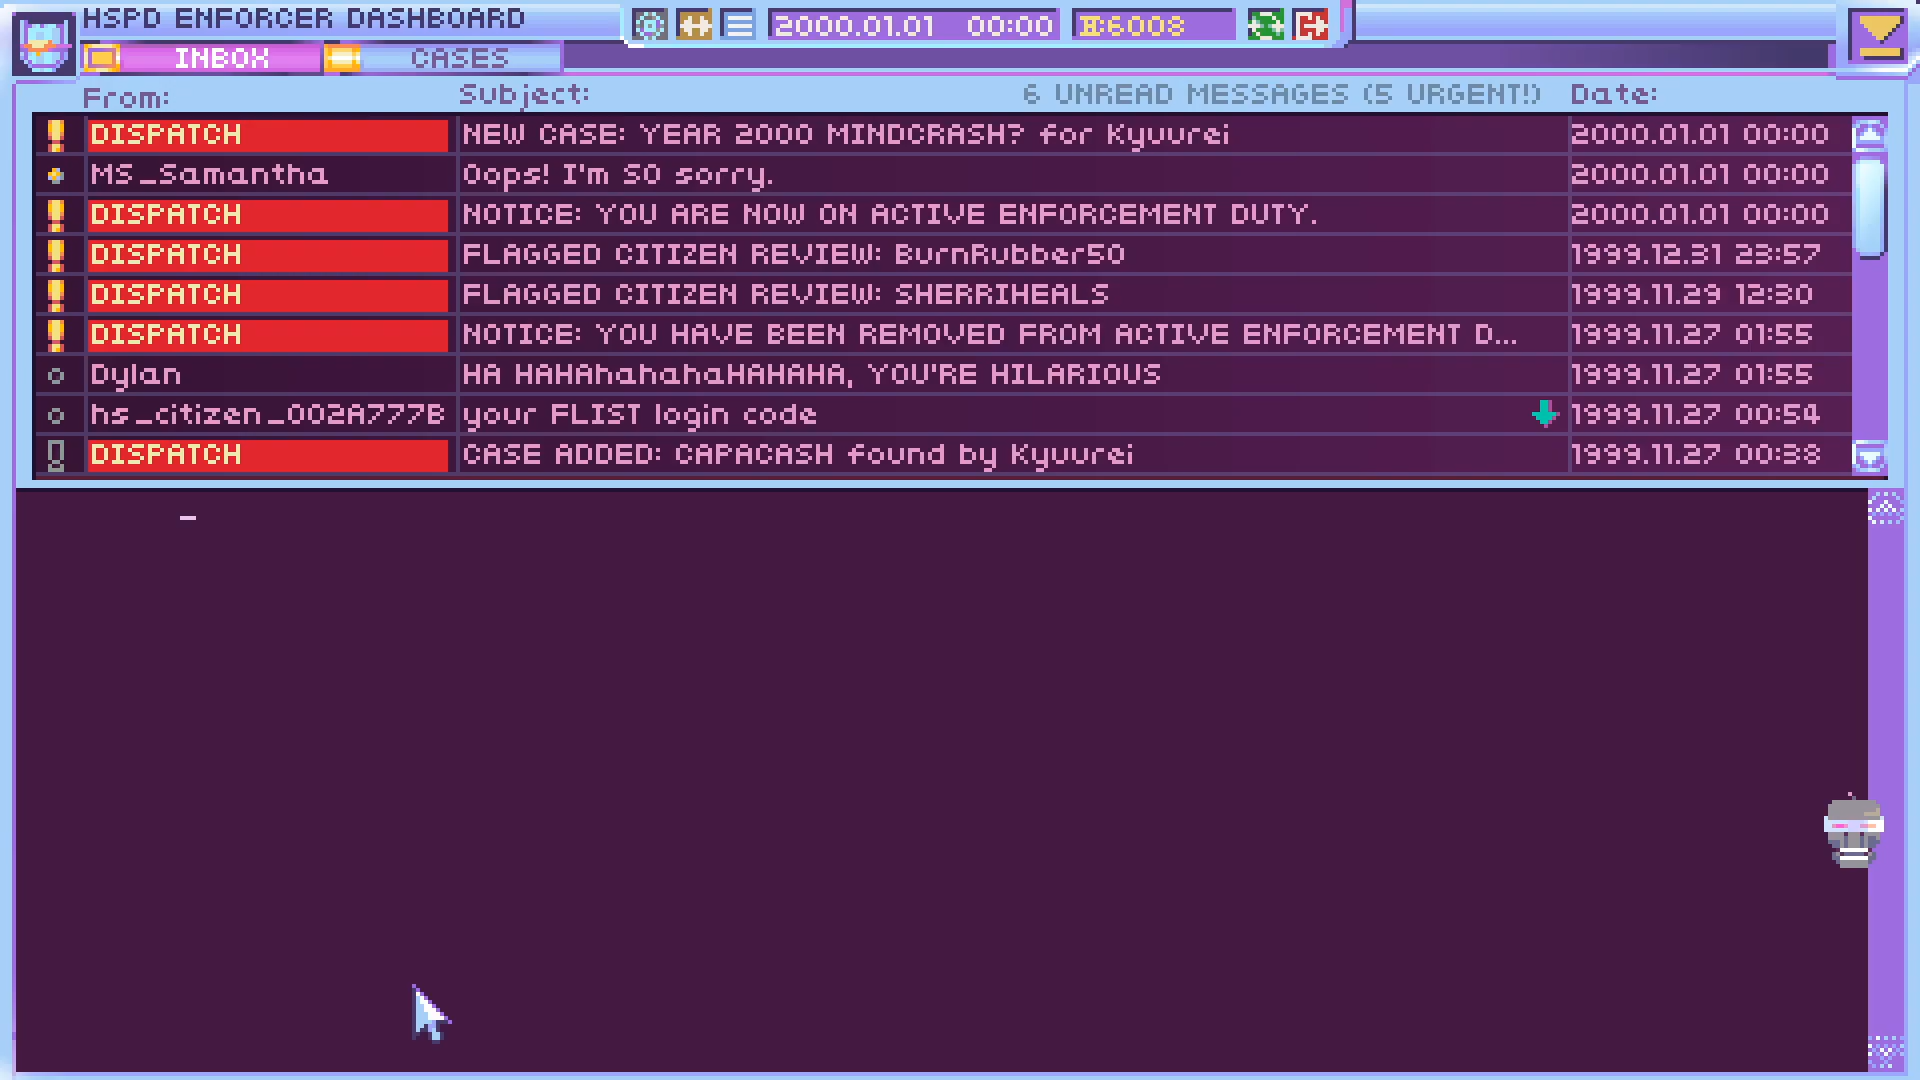 HSPD ENFORCER DASHBOARD
2000.01.01 00:00
6008
INBOX
CASES
From:
Subject:
6 UNREAD MESSAGES (5 URGENT!)
Date:
DISPATCH NEW CASE: YEAR 2000 MINDCRASH? for Kyuurei 2000.01.01 00:00
MS_Samantha Oops! I'm SO sorry. 2000.01.01 00:00
DISPATCH NOTICE: YOU ARE NOW ON ACTIVE ENFORCEMENT DUTY. 2000.01.01 00:00
DISPATCH FLAGGED CITIZEN REVIEW: BurnRubber50 1999.12.31 23:57
DISPATCH FLAGGED CITIZEN REVIEW: SHERRIHEALS 1999.11.29 12:30
DISPATCH NOTICE: YOU HAVE BEEN REMOVED FROM ACTIVE ENFORCEMENT D... 1999.11.27 01:55
Dylan HA HAHAhahahaHAHAHA, YOU'RE HILARIOUS 1999.11.27 01:55
hs_citizen_002A777B your FLIST login code 1999.11.27 00:54
DISPATCH CASE ADDED: CAPACASH found by Kyuurei 1999.11.27 00:38